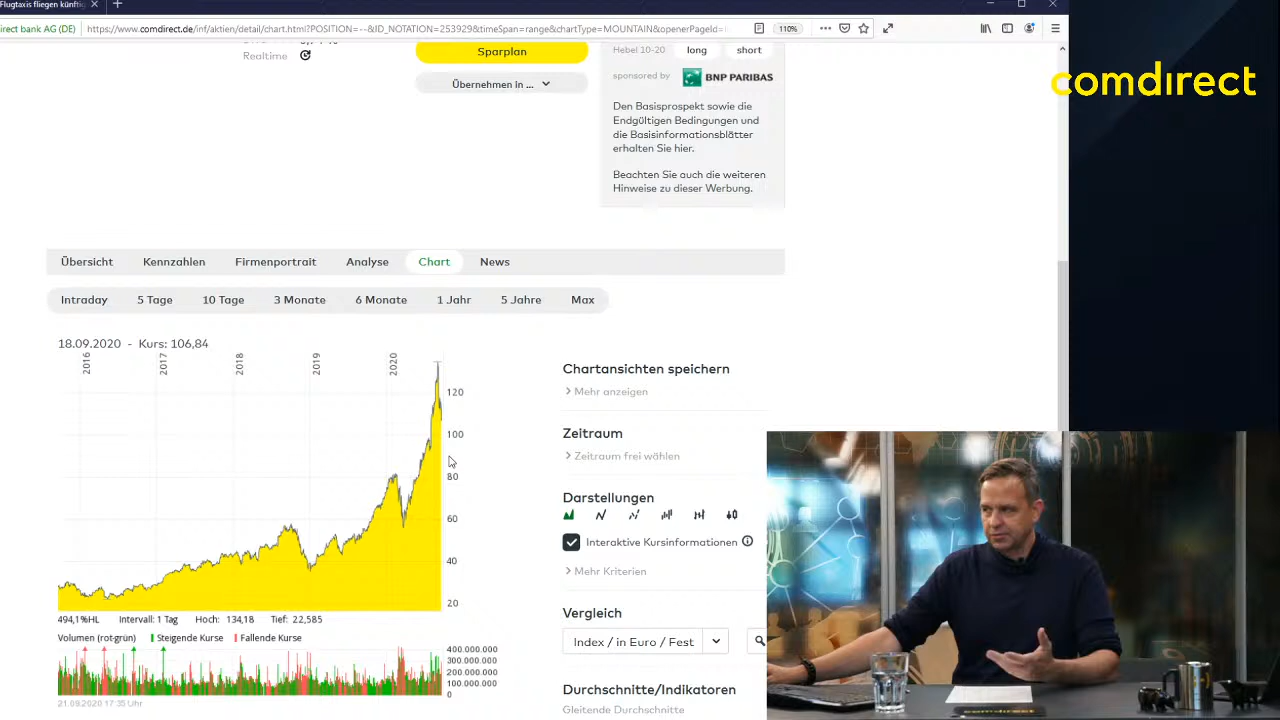 Flugtaxis fliegen künftig
irect bank AG (DE)
https://www.comdirect.de/inf/aktien/detail/chart.html?POSITION=--&ID_NOTATION=253929&timeSpan=range&chartType=MOUNTAIN&openerPageId=
110%
comdırect
Realtime
Sparplan
Übernehmen in ...
Hebel 10-20 long short
sponsored by BNP PARIBAS
Den Basisprospekt sowie die
Endgültigen Bedingungen und
die Basisinformationsblätter
erhalten Sie hier.
Beachten Sie auch die weiteren
Hinweise zu dieser Werbung.
Übersicht Kennzahlen Firmenportrait Analyse Chart News
Intraday 5 Tage 10 Tage 3 Monate 6 Monate 1 Jahr 5 Jahre Max
18.09.2020 - Kurs: 106,84
2016 2017 2018 2019 2020
120
100
80
60
40
20
494,1%HL Intervall: 1 Tag Hoch: 134,18 Tief: 22,585
Volumen (rot-grün) Steigende Kurse Fallende Kurse
400.000.000
300.000.000
200.000.000
100.000.000
0
21.09.2020 17:35 Uhr
Chartansichten speichern
Mehr anzeigen
Zeitraum
Zeitraum frei wählen
Darstellungen
Interaktive Kursinformationen
Mehr Kriterien
Vergleich
Index / in Euro / Fest
Durchschnitte/Indikatoren
Gleitende Durchschnitte
comdirect